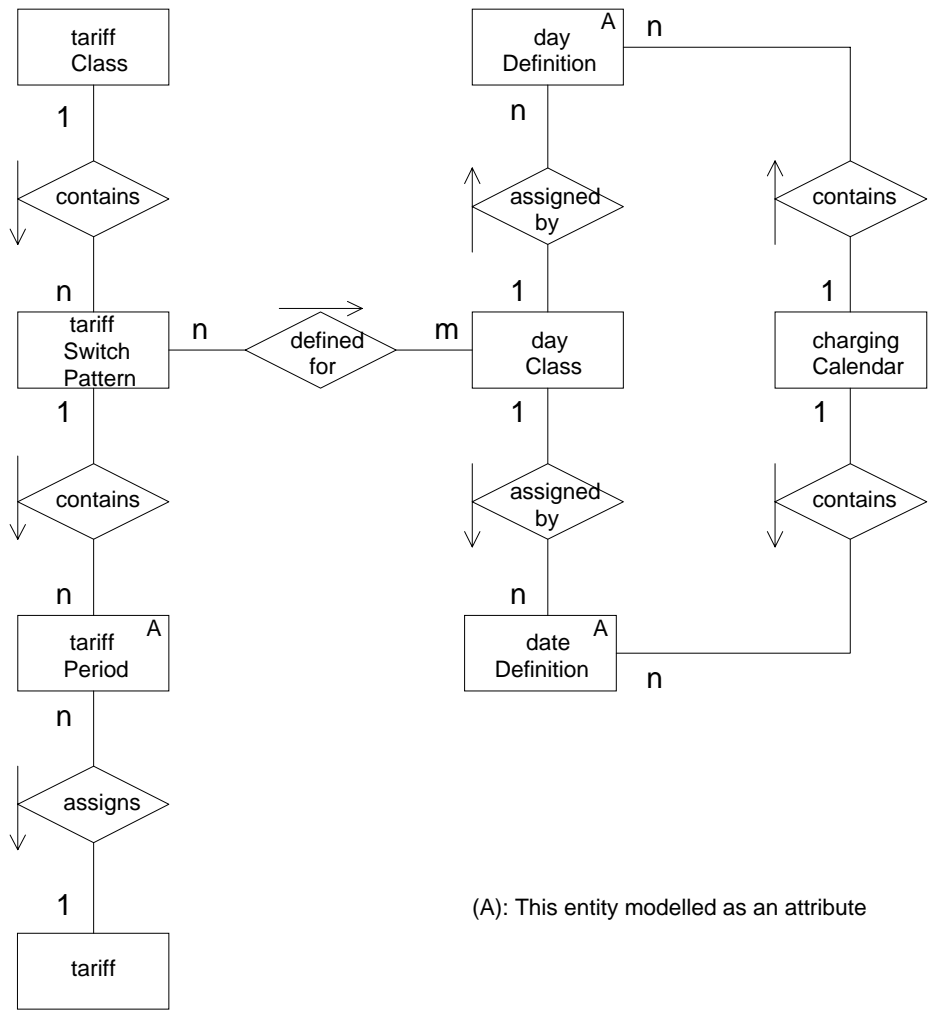 tariff
Class
1
contains
n
tariff
Switch
Pattern
n
defined
for
m
1
contains
n
tariff
Period
A
n
assigns
1
tariff
day
Definition
A
n
n
assigned
by
1
day
Class
1
assigned
by
n
date
Definition
A
n
contains
1
charging
Calendar
1
contains
(A): This entity modelled as an attribute